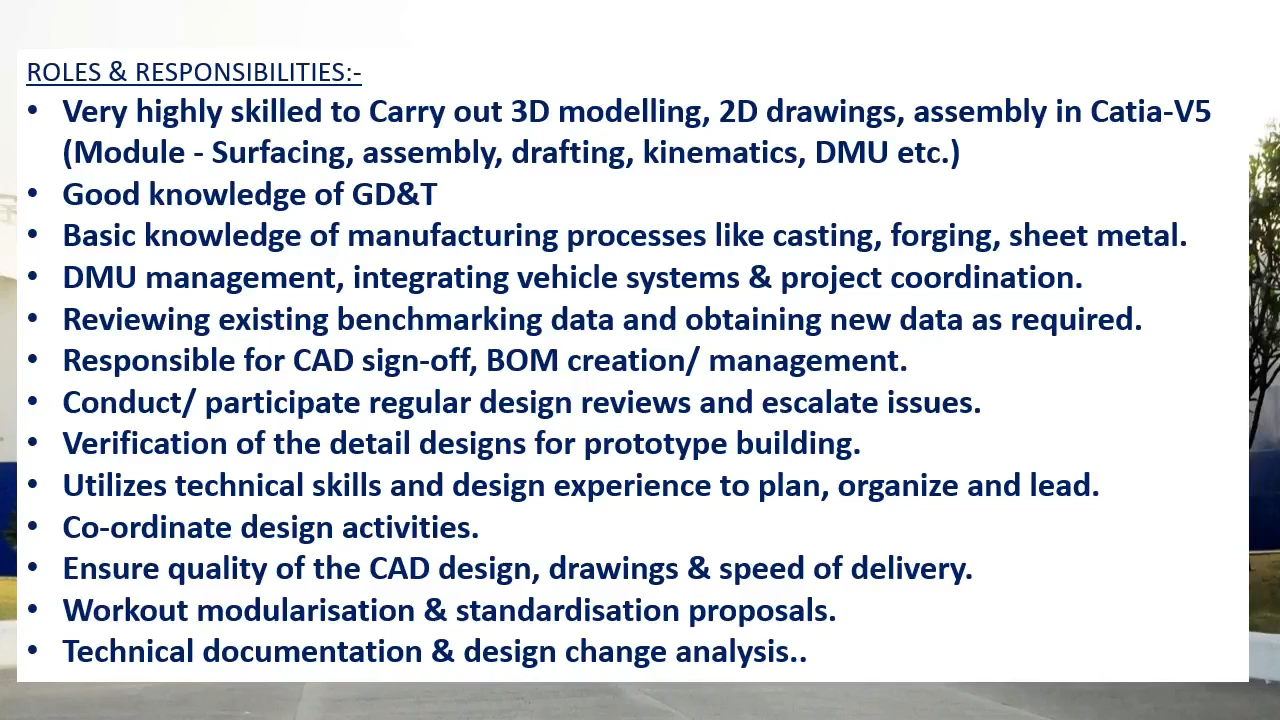 ROLES & RESPONSIBILITIES:-
• Very highly skilled to Carry out 3D modelling, 2D drawings, assembly in Catia-V5
(Module - Surfacing, assembly, drafting, kinematics, DMU etc.)
• Good knowledge of GD&T
• Basic knowledge of manufacturing processes like casting, forging, sheet metal.
• DMU management, integrating vehicle systems & project coordination.
• Reviewing existing benchmarking data and obtaining new data as required.
• Responsible for CAD sign-off, BOM creation/ management.
• Conduct/ participate regular design reviews and escalate issues.
• Verification of the detail designs for prototype building.
• Utilizes technical skills and design experience to plan, organize and lead.
• Co-ordinate design activities.
• Ensure quality of the CAD design, drawings & speed of delivery.
• Workout modularisation & standardisation proposals.
• Technical documentation & design change analysis..